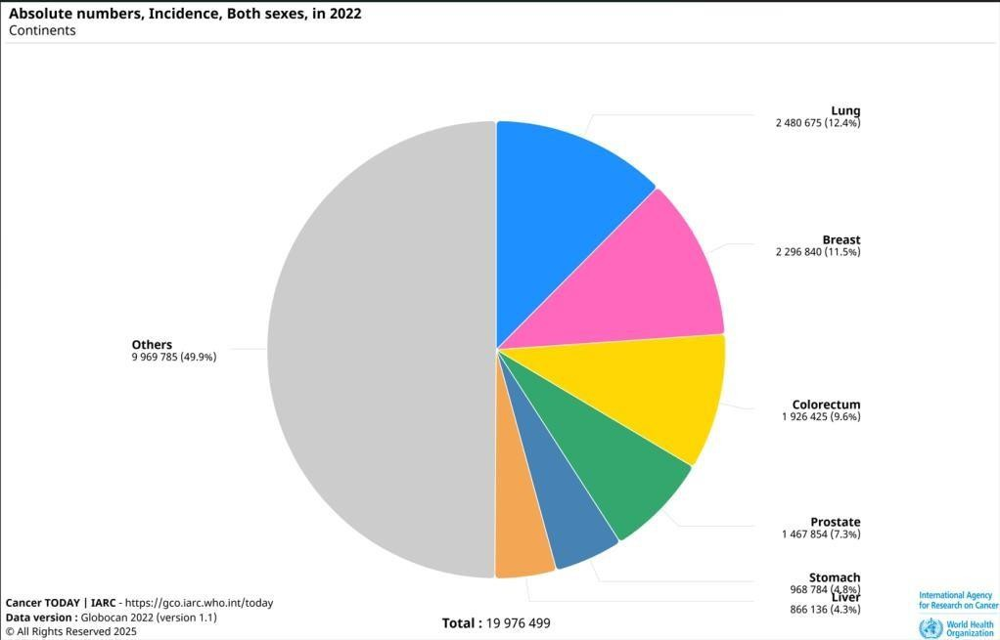 Absolute numbers, Incidence, Both sexes, in 2022
Continents
Lung
2 480 675 (12.4%)
Breast
2 296 840 (11.5%)
Others
9 969 785 (49.9%)
Colorectum
1 926 425 (9.6%)
Prostate
1 467 854 (7.3%)
Stomach
968 784 (4.8%)
Liver
866 136 (4.3%)
Cancer TODAY | IARC - https://gco.iarc.who.int/today
Data version : Globocan 2022 (version 1.1)
© All Rights Reserved 2025
Total : 19 976 499
International Agency
for Research on Cancer
World Health
Organization